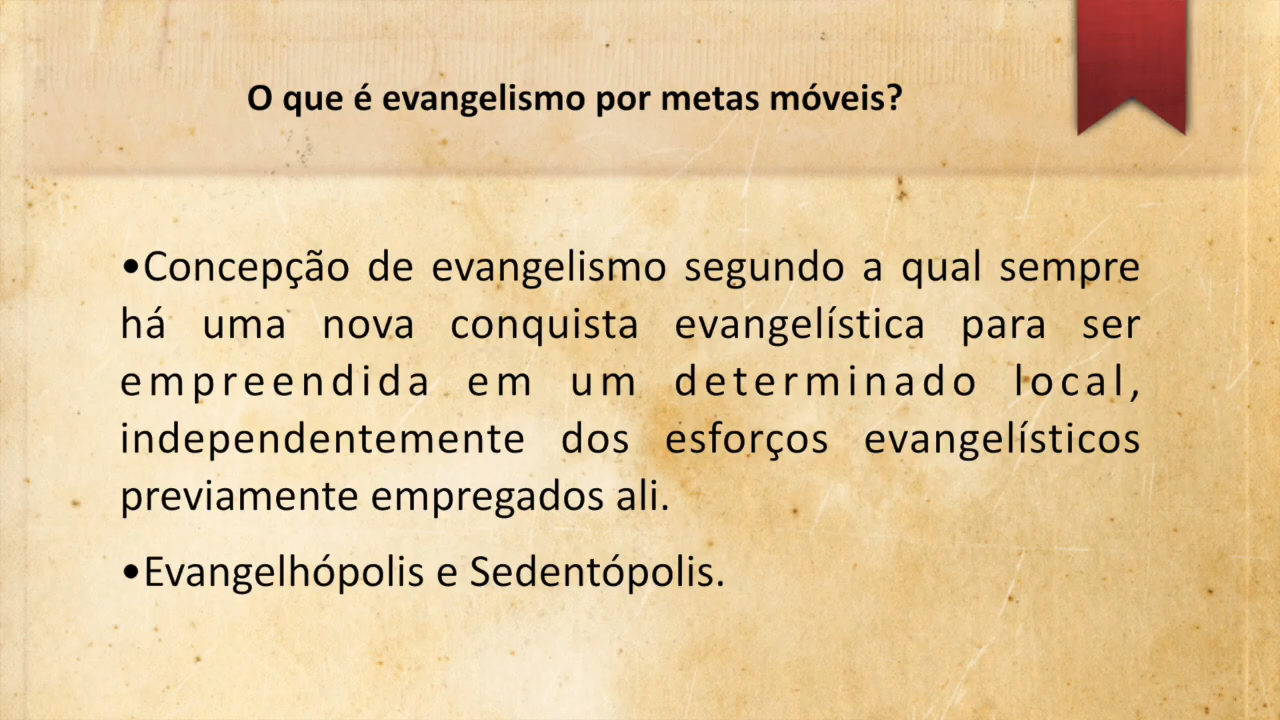 O que é evangelismo por metas móveis?
•Concepção de evangelismo segundo a qual sempre
há uma nova conquista evangelística para ser
empreendida em um determinado local,
independentemente dos esforços evangelísticos
previamente empregados ali.
•Evangelhópolis e Sedentópolis.